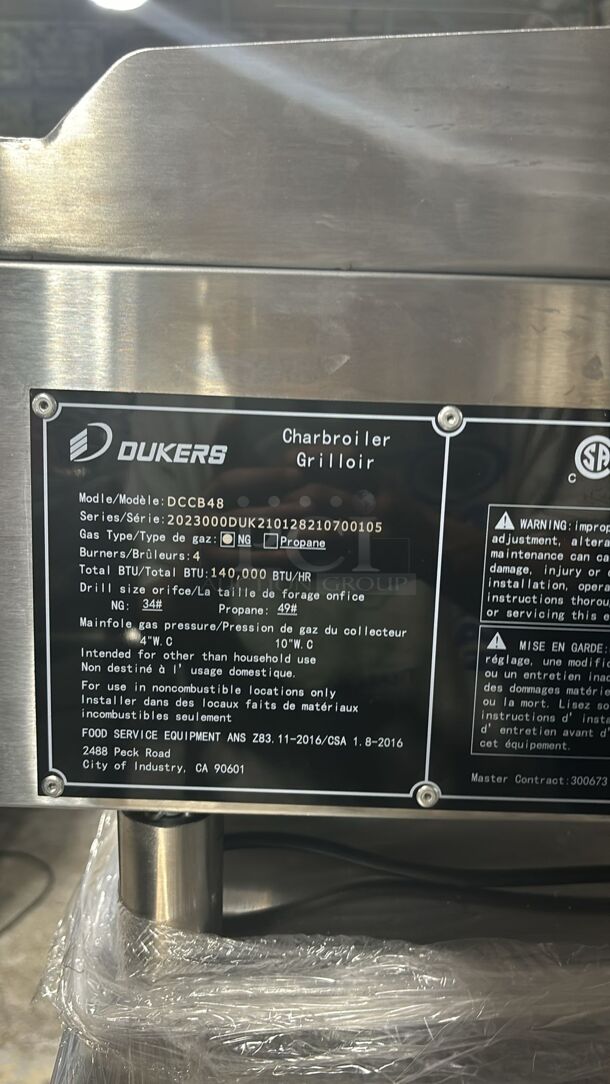 DUKERS
Charbroiler
Grilloir
Modle/Modèle:DCCB48
Series/Série:2023000DUK210128210700105
Gas Type/Type de gaz: NG Propane
Burners/Brûleurs:4
Total BTU/Total BTU:140,000 BTU/HR
Drill size orifce/La taille de forage onfice
NG: 34# Propane: 49#
Mainfole gas pressure/Pression de gaz du collecteur
4"W.C 10"W.C
Intended for other than household use
Non destiné à l' usage domestique.
For use in noncombustible locations only
Installer dans des locaux faits de matériaux
incombustibles seulement
FOOD SERVICE EQUIPMENT ANS Z83.11-2016/CSA 1.8-2016
2488 Peck Road
City of Industry, CA 90601
C
WARNING:improp
adjustment, altera
maintenance can ca
damage, injury or
installation, opera
instructions thorou
or servicing this e
MISE EN GARDE:
réglage, une modific
ou un entretien inad
des dommages matérie
ou la mort. Lisez so
instructions d' insta
d' entretien avant d'
cet équipement.
Master Contract:300673
GROUP